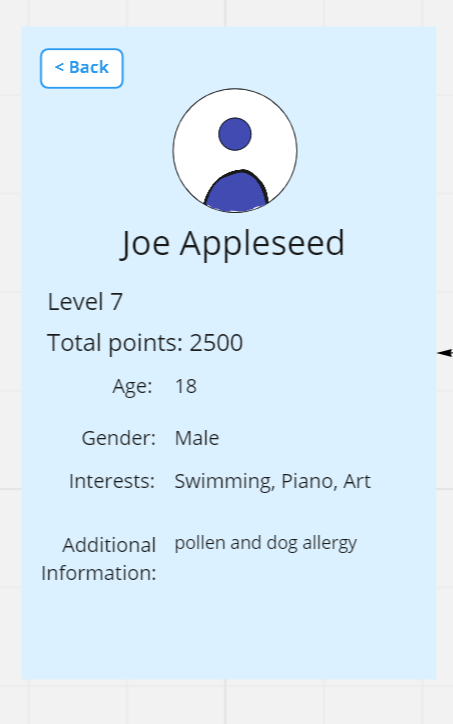 < Back
Joe Appleseed
Level 7
Total points: 2500
Age: 18
Gender: Male
Interests: Swimming, Piano, Art
Additional pollen and dog allergy
Information: